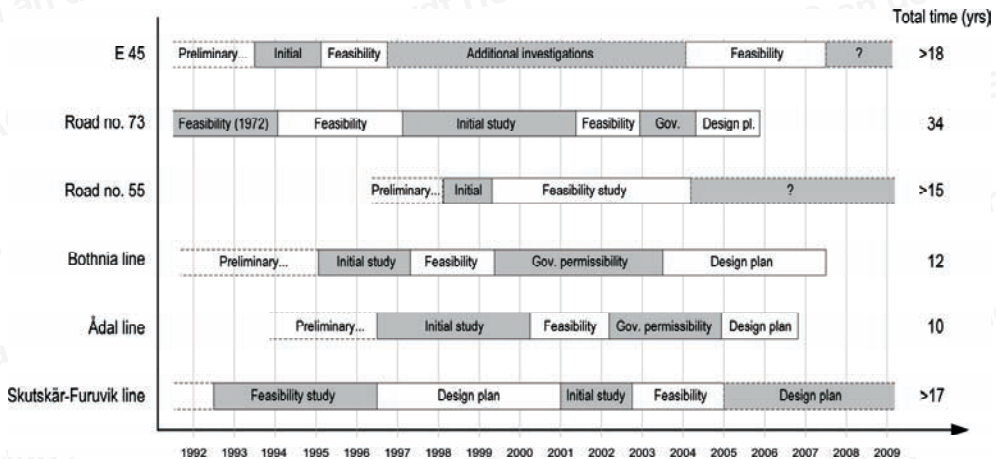 Total time (yrs)
E 45 Preliminary... Initial Feasibility Additional investigations Feasibility ? >18
Road no. 73 Feasibility (1972) Feasibility Initial study Feasibility Gov. Design pl. 34
Road no. 55 Preliminary... Initial Feasibility study ? >15
Bothnia line Preliminary... Initial study Feasibility Gov. permissibility Design plan 12
Ådal line Preliminary... Initial study Feasibility Gov. permissibility Design plan 10
Skutskär-Furuvik line Feasibility study Design plan Initial study Feasibility Design plan >17
1992 1993 1994 1995 1996 1997 1998 1999 2000 2001 2002 2003 2004 2005 2006 2007 2008 2009